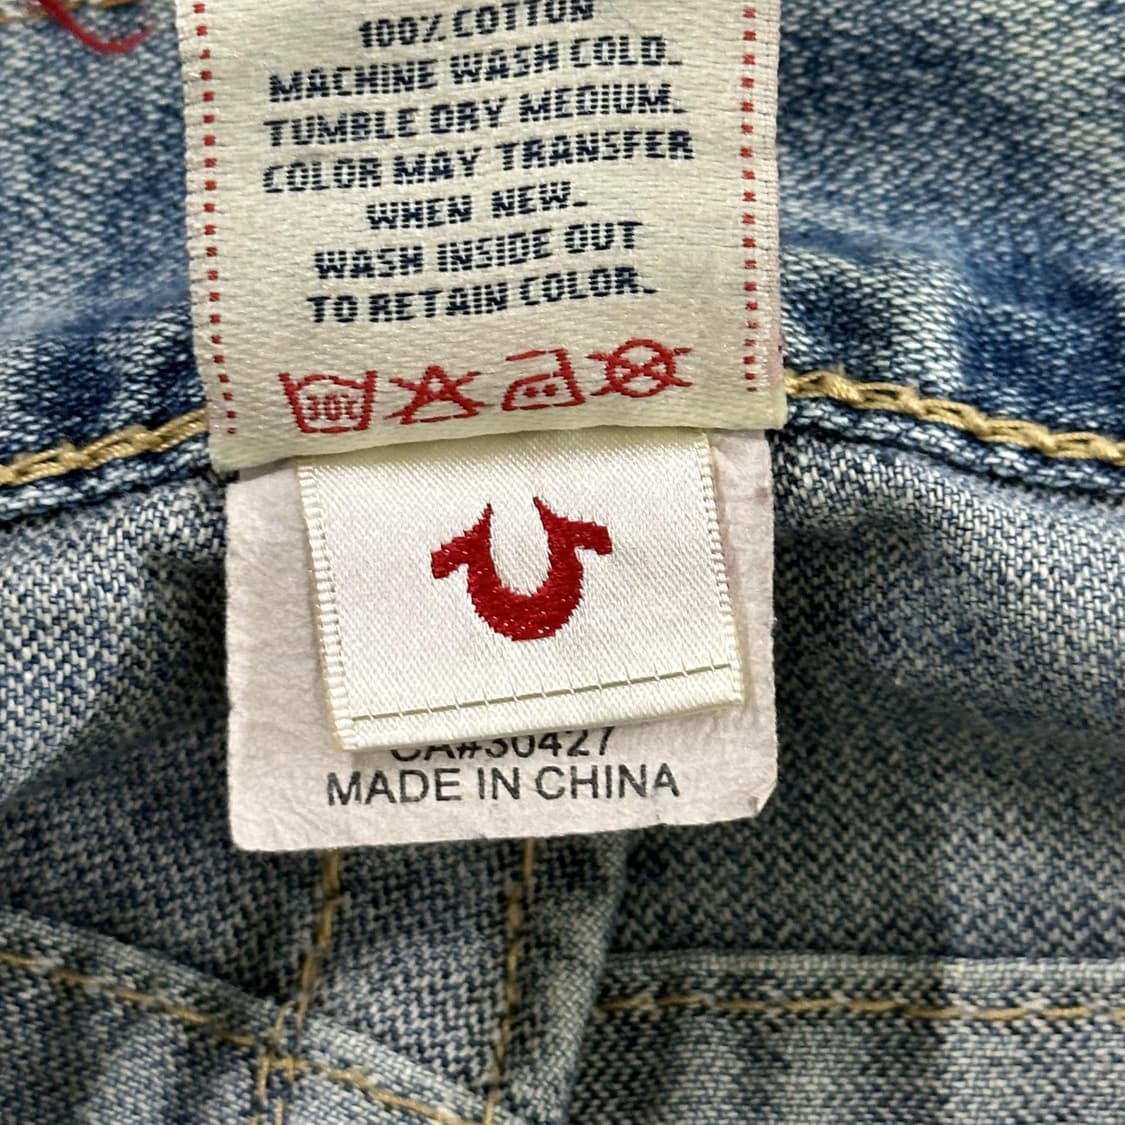 100% COTTON
MACHINE WASH COLD.
TUMBLE DRY MEDIUM.
COLOR MAY TRANSFER
WHEN NEW.
WASH INSIDE OUT
TO RETAIN COLOR.
30C
CA#30427
MADE IN CHINA